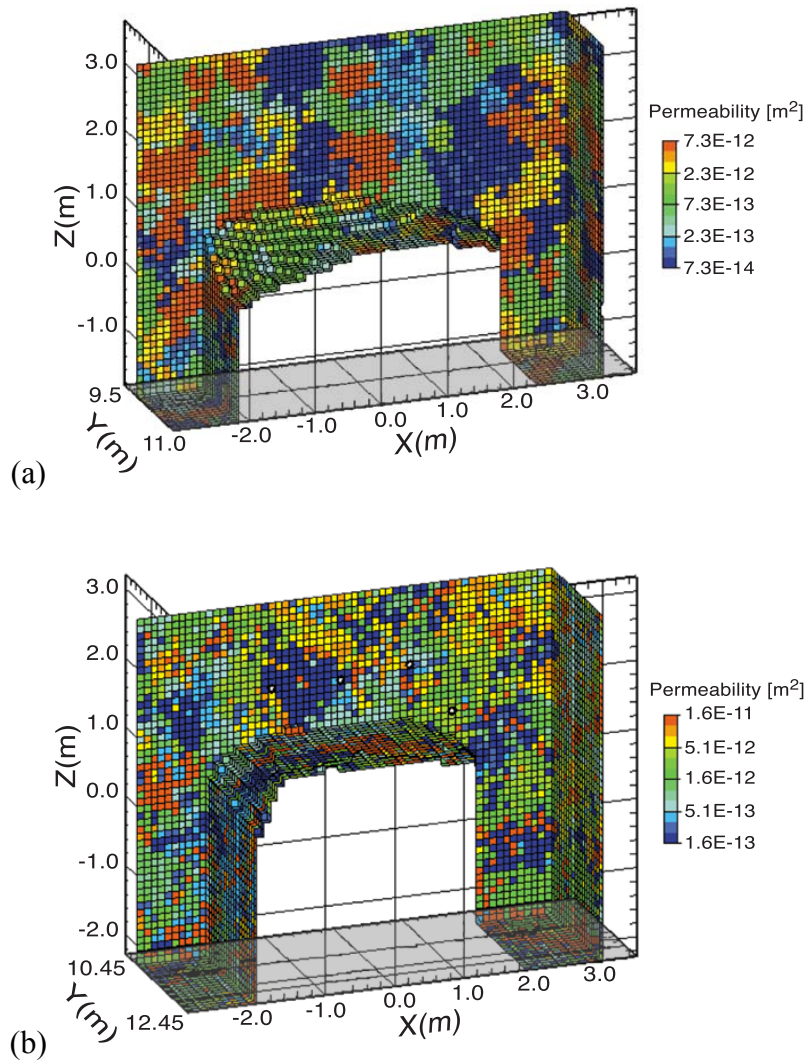 3.0
2.0
1.0
0.0
-1.0
Z(m)
9.5
11.0
Y(m)
-2.0
-1.0
0.0
1.0
2.0
3.0
X(m)
Permeability [m²]
7.3E-12
2.3E-12
7.3E-13
2.3E-13
7.3E-14
(a)
3.0
2.0
1.0
0.0
-1.0
-2.0
Z(m)
10.45
12.45
Y(m)
-2.0
-1.0
0.0
1.0
2.0
3.0
X(m)
Permeability [m²]
1.6E-11
5.1E-12
1.6E-12
5.1E-13
1.6E-13
(b)